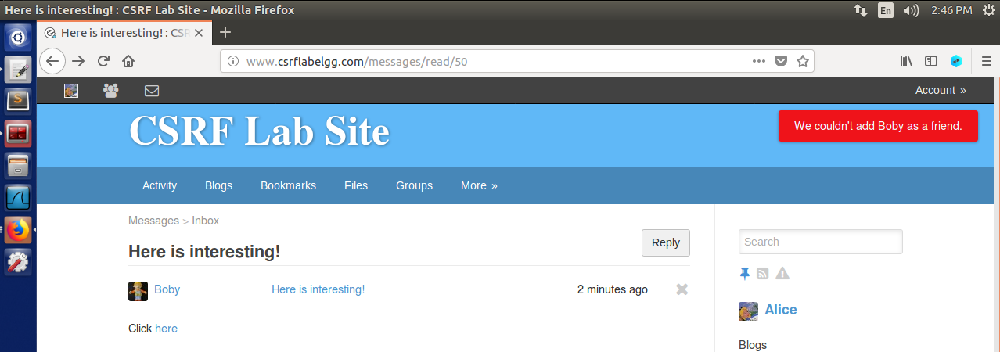 Here is interesting! : CSRF Lab Site - Mozilla Firefox
En
2:46 PM
Here is interesting! : CSR
www.csrflabelgg.com/messages/read/50
Account »
CSRF Lab Site
We couldn't add Boby as a friend.
Activity Blogs Bookmarks Files Groups More »
Messages > Inbox
Here is interesting!
Reply
Search
Boby Here is interesting! 2 minutes ago
Alice
Click here
Blogs